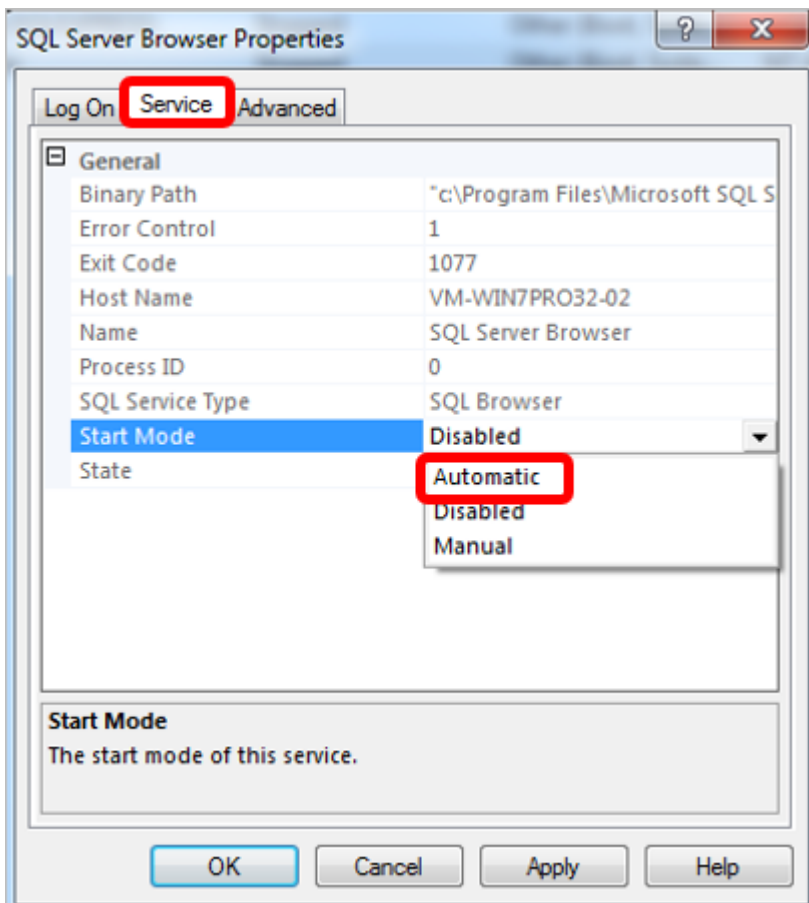 SQL Server Browser Properties
Log On Service Advanced
General
Binary Path "c:\Program Files\Microsoft SQL S
Error Control 1
Exit Code 1077
Host Name VM-WIN7PRO32-02
Name SQL Server Browser
Process ID 0
SQL Service Type SQL Browser
Start Mode Disabled
State
Automatic
Disabled
Manual
Start Mode
The start mode of this service.
OK Cancel Apply Help